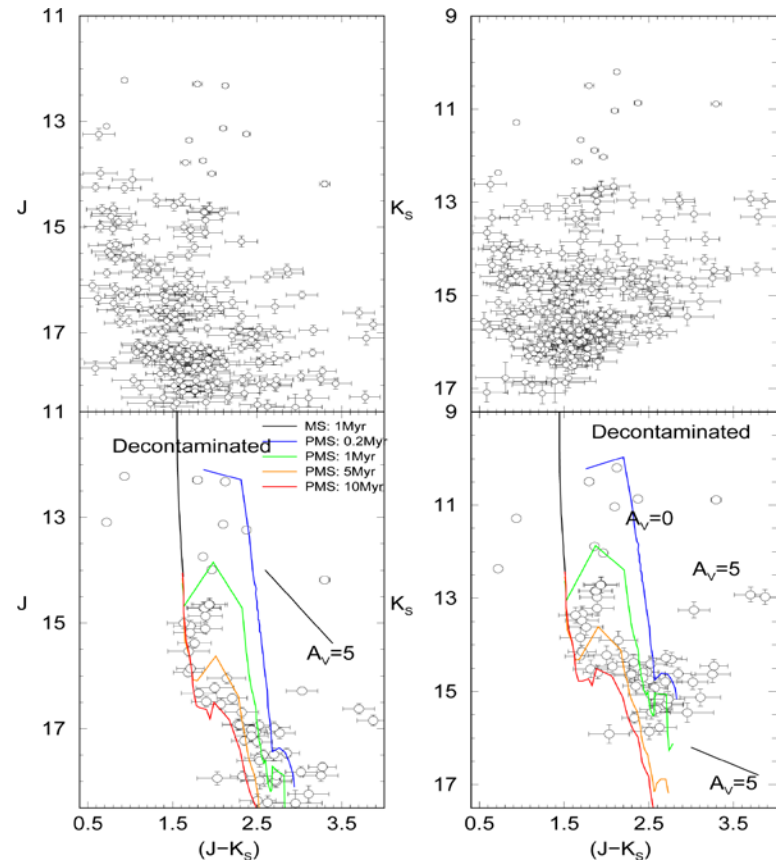 11
13
J
15
17
11
9
11
K_S
13
15
17
9
Decontaminated
MS: 1Myr
PMS: 0.2Myr
PMS: 1Myr
PMS: 5Myr
PMS: 10Myr
13
J
15
A_V=5
17
0.5
1.5
2.5
3.5
(J−K_S)
Decontaminated
11
A_V=0
A_V=5
K_S
13
15
17
A_V=5
0.5
1.5
2.5
3.5
(J−K_S)